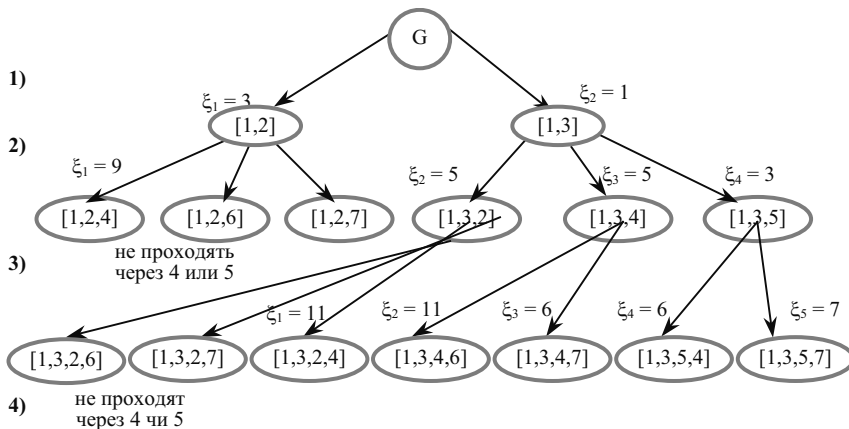 G
1)
ξ₁ = 3
ξ₂ = 1
[1,2]
[1,3]
2)
ξ₁ = 9
ξ₂ = 5
ξ₃ = 5
ξ₄ = 3
[1,2,4]
[1,2,6]
[1,2,7]
[1,3,2]
[1,3,4]
[1,3,5]
не проходять
через 4 или 5
3)
ξ₁ = 11
ξ₂ = 11
ξ₃ = 6
ξ₄ = 6
ξ₅ = 7
[1,3,2,6]
[1,3,2,7]
[1,3,2,4]
[1,3,4,6]
[1,3,4,7]
[1,3,5,4]
[1,3,5,7]
4)
не проходят
через 4 чи 5